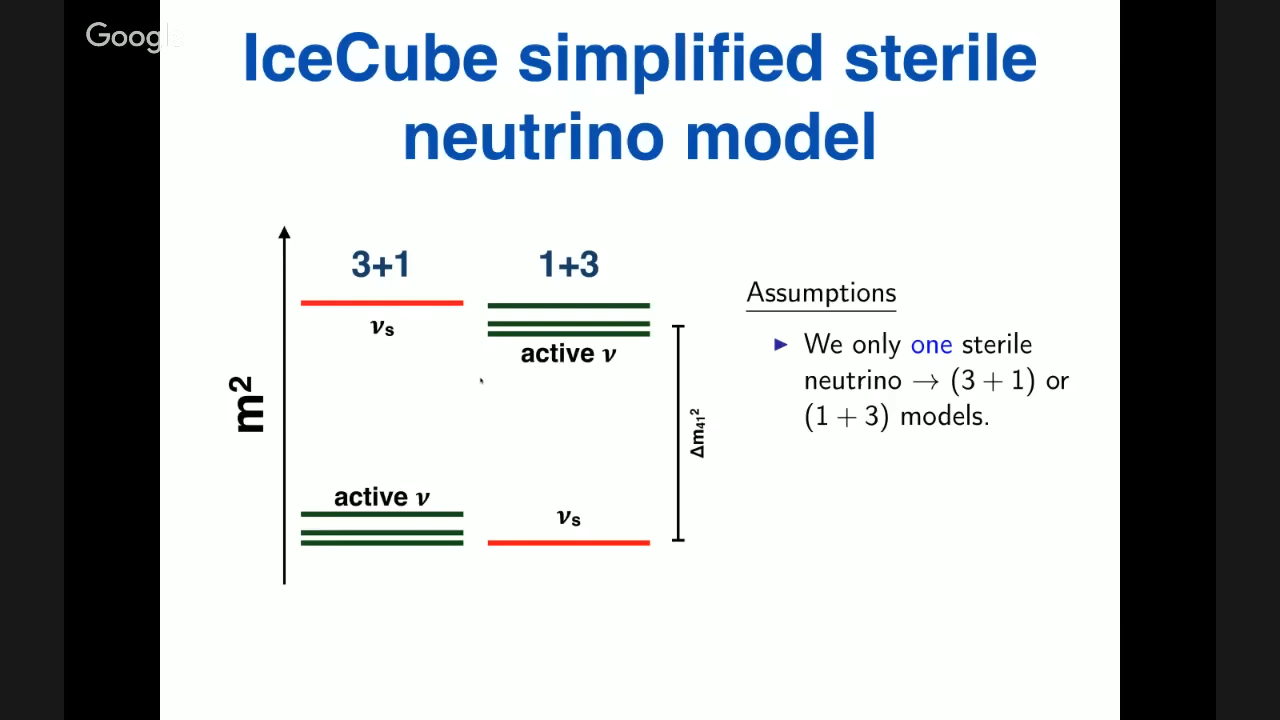 Google
IceCube simplified sterile
neutrino model
3+1
1+3
νs
active ν
m²
Δm₄₁²
active ν
νs
Assumptions
▶ We only one sterile
neutrino → (3 + 1) or
(1 + 3) models.